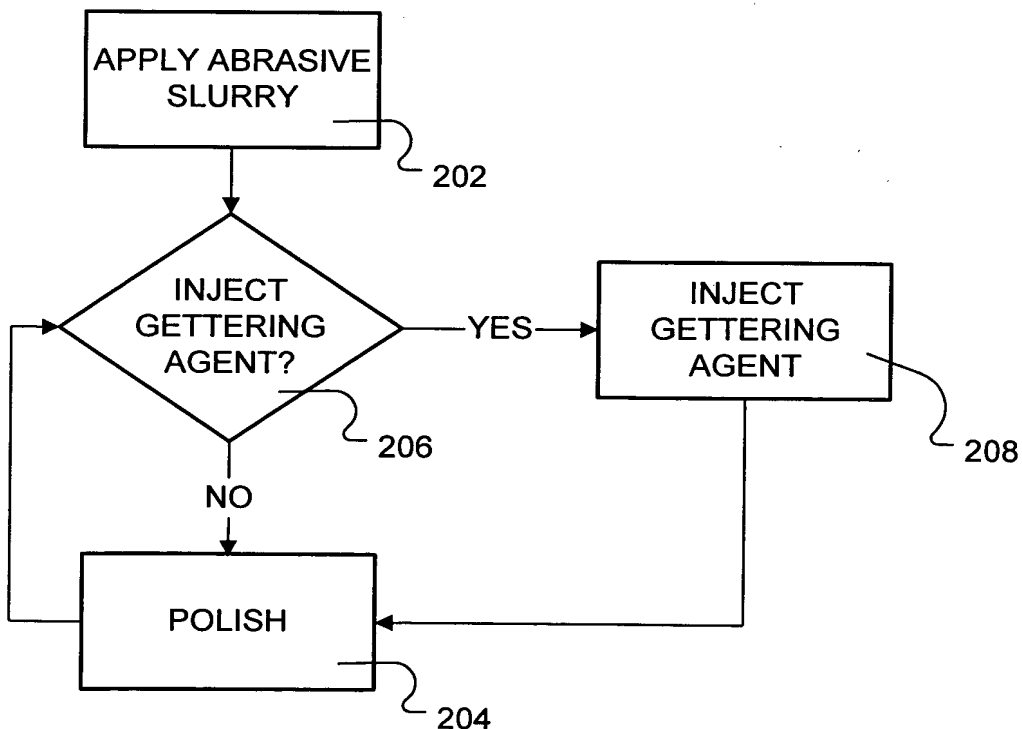 APPLY ABRASIVE
SLURRY
202
INJECT
GETTERING
AGENT?
206
YES
INJECT
GETTERING
AGENT
208
NO
POLISH
204